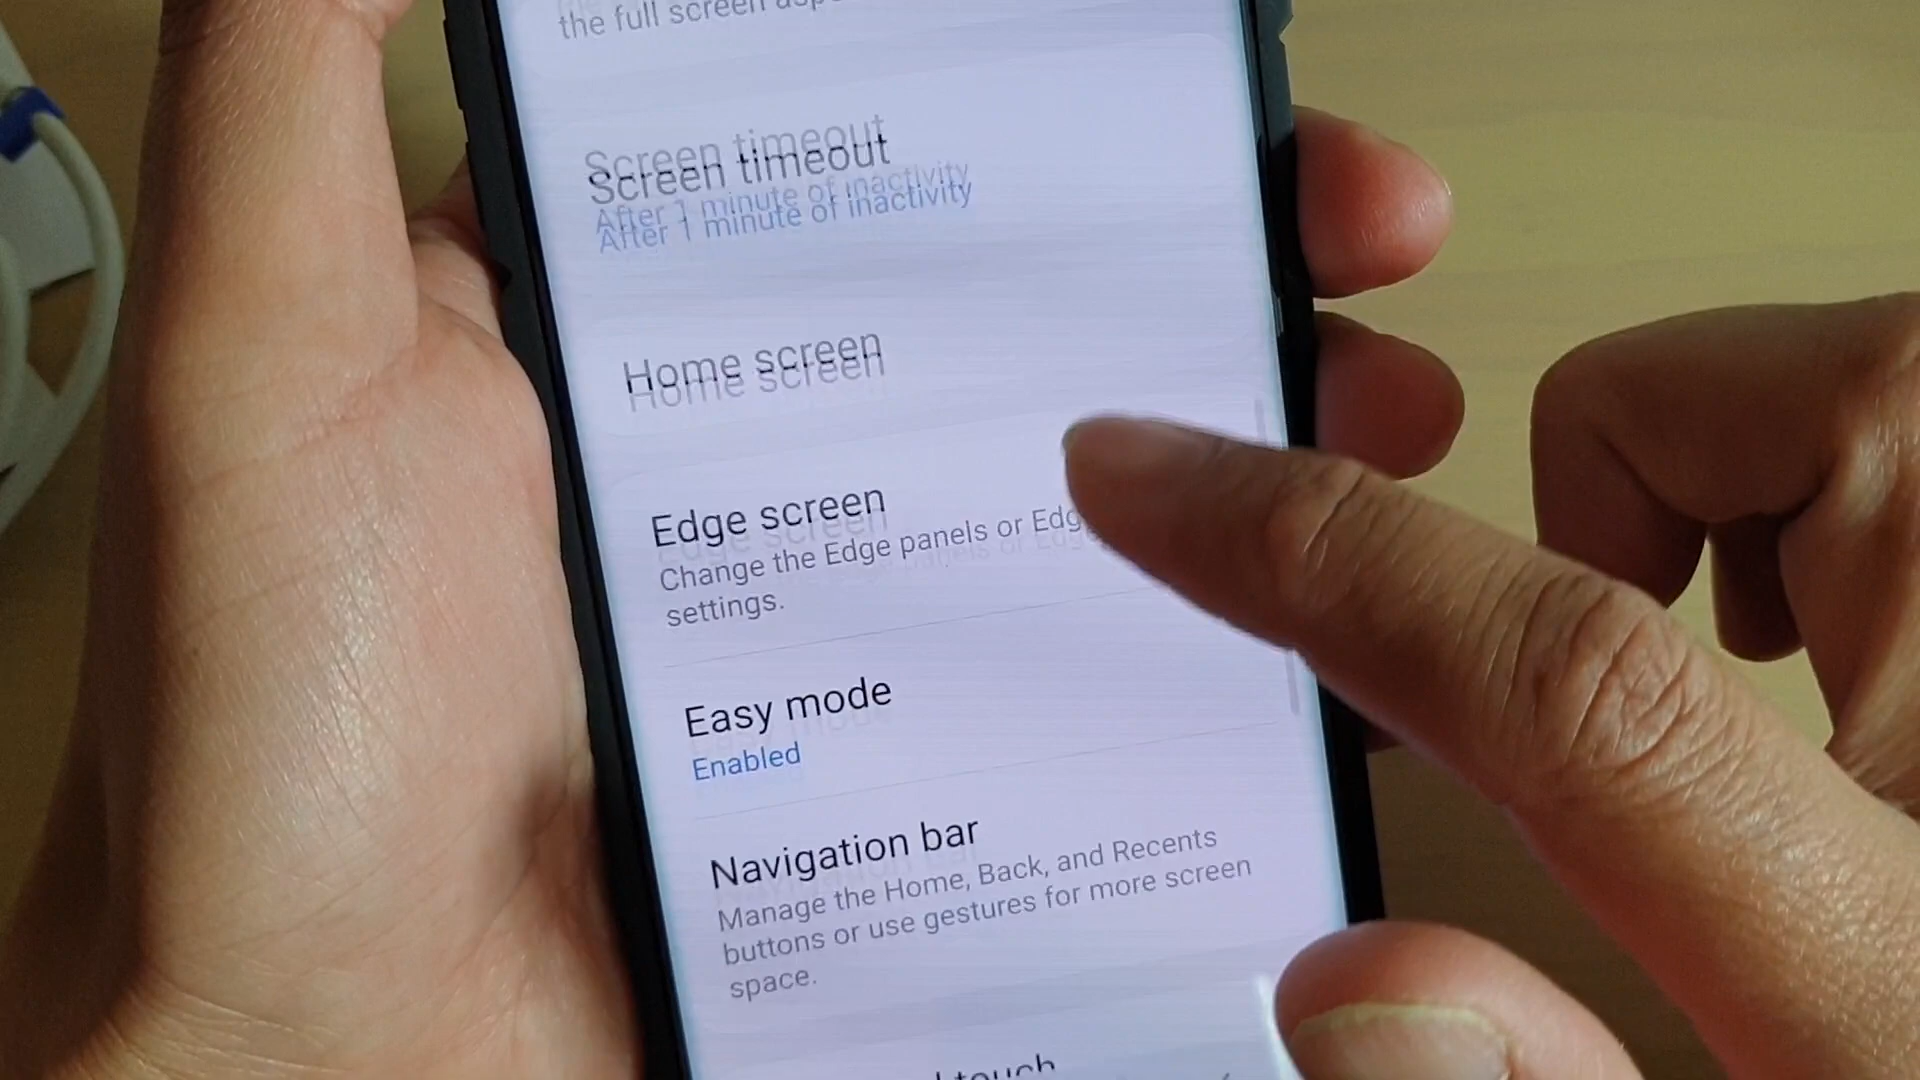 the full screen
Screen timeout
After 1 minute of inactivity
Home screen
Edge screen
Change the Edge panels or Edg
settings.
Easy mode
Enabled
Navigation bar
Manage the Home, Back, and Recents
buttons or use gestures for more screen
space.
touch